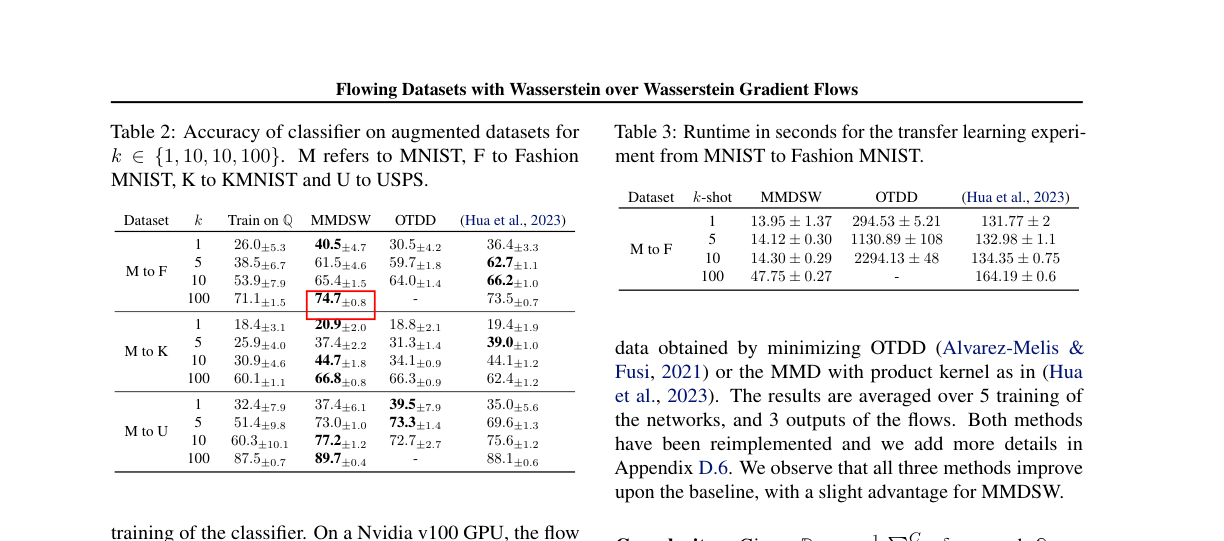 Flowing Datasets with Wasserstein over Wasserstein Gradient Flows
Table 2: Accuracy of classifier on augmented datasets for
k ∈ {1, 10, 10, 100}. M refers to MNIST, F to Fashion
MNIST, K to KMNIST and U to USPS.
Dataset k Train on ℚ MMDSW OTDD (Hua et al., 2023)
M to F
1 26.0±5.3 40.5±4.7 30.5±4.2 36.4±3.3
5 38.5±6.7 61.5±4.6 59.7±1.8 62.7±1.1
10 53.9±7.9 65.4±1.5 64.0±1.4 66.2±1.0
100 71.1±1.5 74.7±0.8 - 73.5±0.7
M to K
1 18.4±3.1 20.9±2.0 18.8±2.1 19.4±1.9
5 25.9±4.0 37.4±2.2 31.3±1.4 39.0±1.0
10 30.9±4.6 44.7±1.8 34.1±0.9 44.1±1.2
100 60.1±1.1 66.8±0.8 66.3±0.9 62.4±1.2
M to U
1 32.4±7.9 37.4±6.1 39.5±7.9 35.0±5.6
5 51.4±9.8 73.0±1.0 73.3±1.4 69.6±1.3
10 60.3±10.1 77.2±1.2 72.7±2.7 75.6±1.2
100 87.5±0.7 89.7±0.4 - 88.1±0.6
training of the classifier. On a Nvidia v100 GPU, the flow
Table 3: Runtime in seconds for the transfer learning experi-
ment from MNIST to Fashion MNIST.
Dataset k-shot MMDSW OTDD (Hua et al., 2023)
M to F
1 13.95 ± 1.37 294.53 ± 5.21 131.77 ± 2
5 14.12 ± 0.30 1130.89 ± 108 132.98 ± 1.1
10 14.30 ± 0.29 2294.13 ± 48 134.35 ± 0.75
100 47.75 ± 0.27 - 164.19 ± 0.6
data obtained by minimizing OTDD (Alvarez-Melis &
Fusi, 2021) or the MMD with product kernel as in (Hua
et al., 2023). The results are averaged over 5 training of
the networks, and 3 outputs of the flows. Both methods
have been reimplemented and we add more details in
Appendix D.6. We observe that all three methods improve
upon the baseline, with a slight advantage for MMDSW.